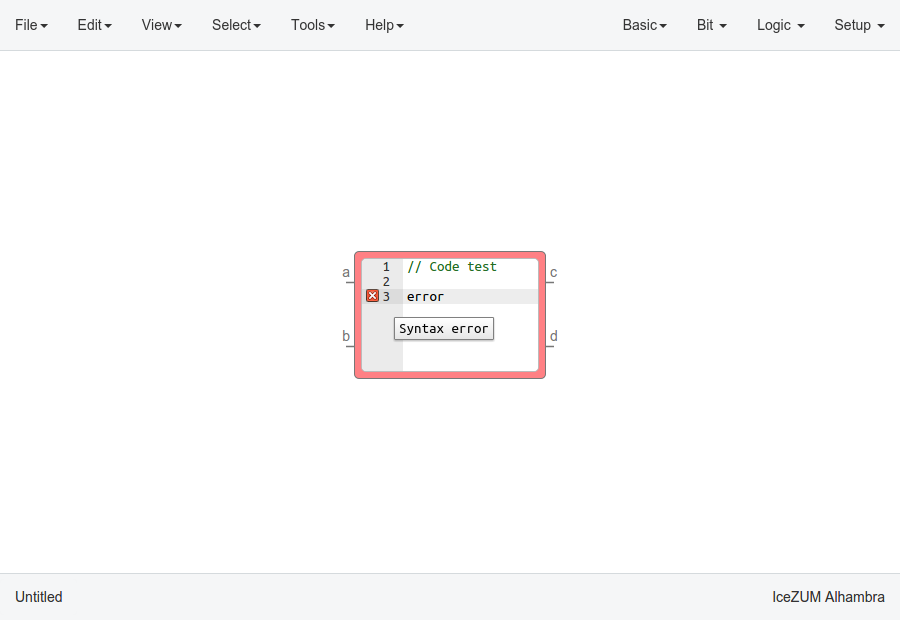 File Edit View Select Tools Help Basic Bit Logic Setup
a c
1 // Code test
2
3 error
Syntax error
b d
Untitled IceZUM Alhambra